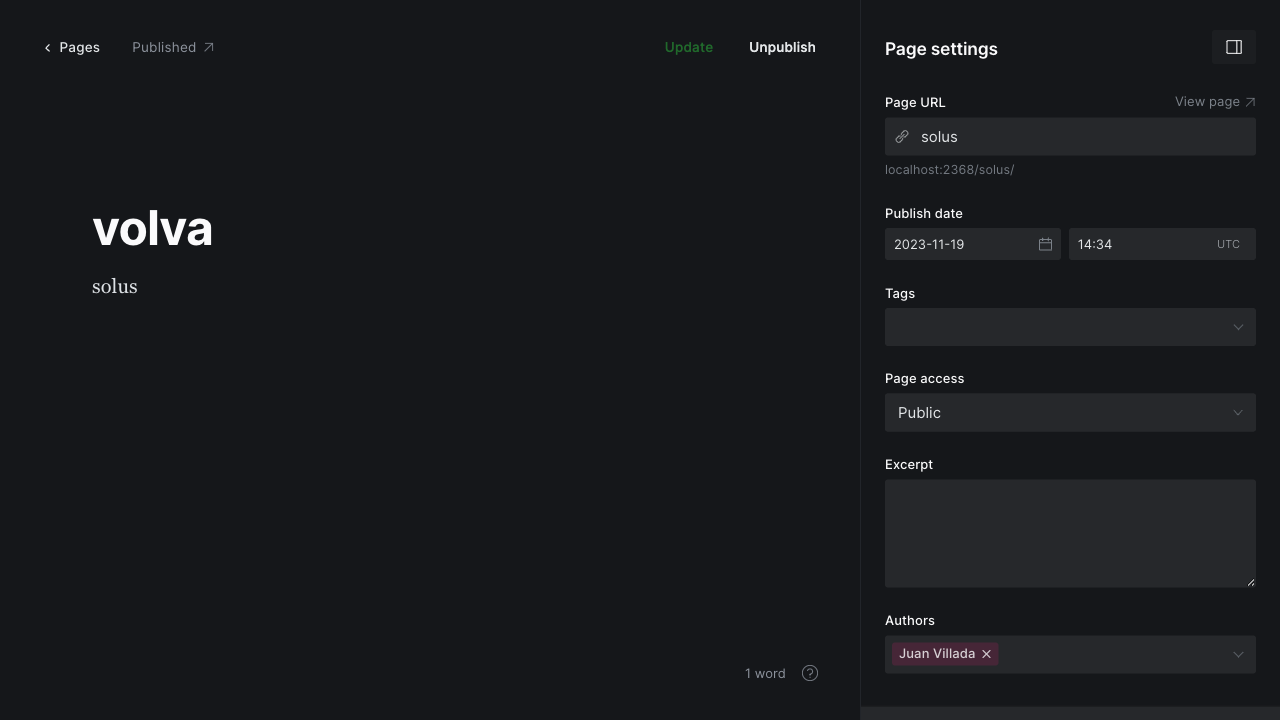 Pages
Published
Update
Unpublish
volva
solus
1 word
?
Page settings
Page URL
View page
solus
localhost:2368/solus/
Publish date
2023-11-19
14:34
UTC
Tags
Page access
Public
Excerpt
Authors
Juan Villada